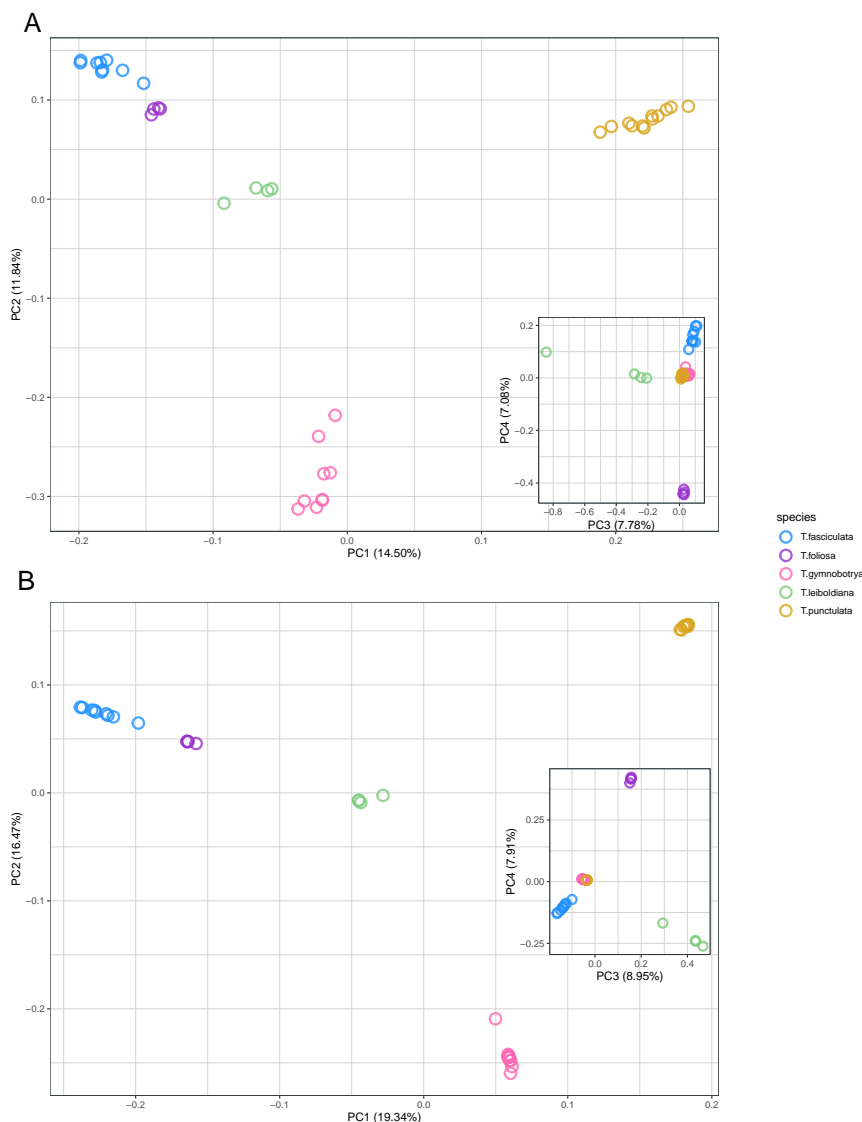 A
0.1
0.0
−0.1
−0.2
−0.3
PC2 (11.84%)
−0.2
−0.1
0.0
0.1
0.2
PC1 (14.50%)
0.2
0.0
−0.2
−0.4
PC4 (7.08%)
−0.8 −0.6 −0.4 −0.2 0.0
PC3 (7.78%)
species
T.fasciculata
T.foliosa
T.gymnobotrya
T.leiboldiana
T.punctulata
B
0.1
0.0
−0.1
−0.2
PC2 (16.47%)
−0.2
−0.1
0.0
0.1
0.2
PC1 (19.34%)
0.25
0.00
−0.25
PC4 (7.91%)
0.0 0.2 0.4
PC3 (8.95%)